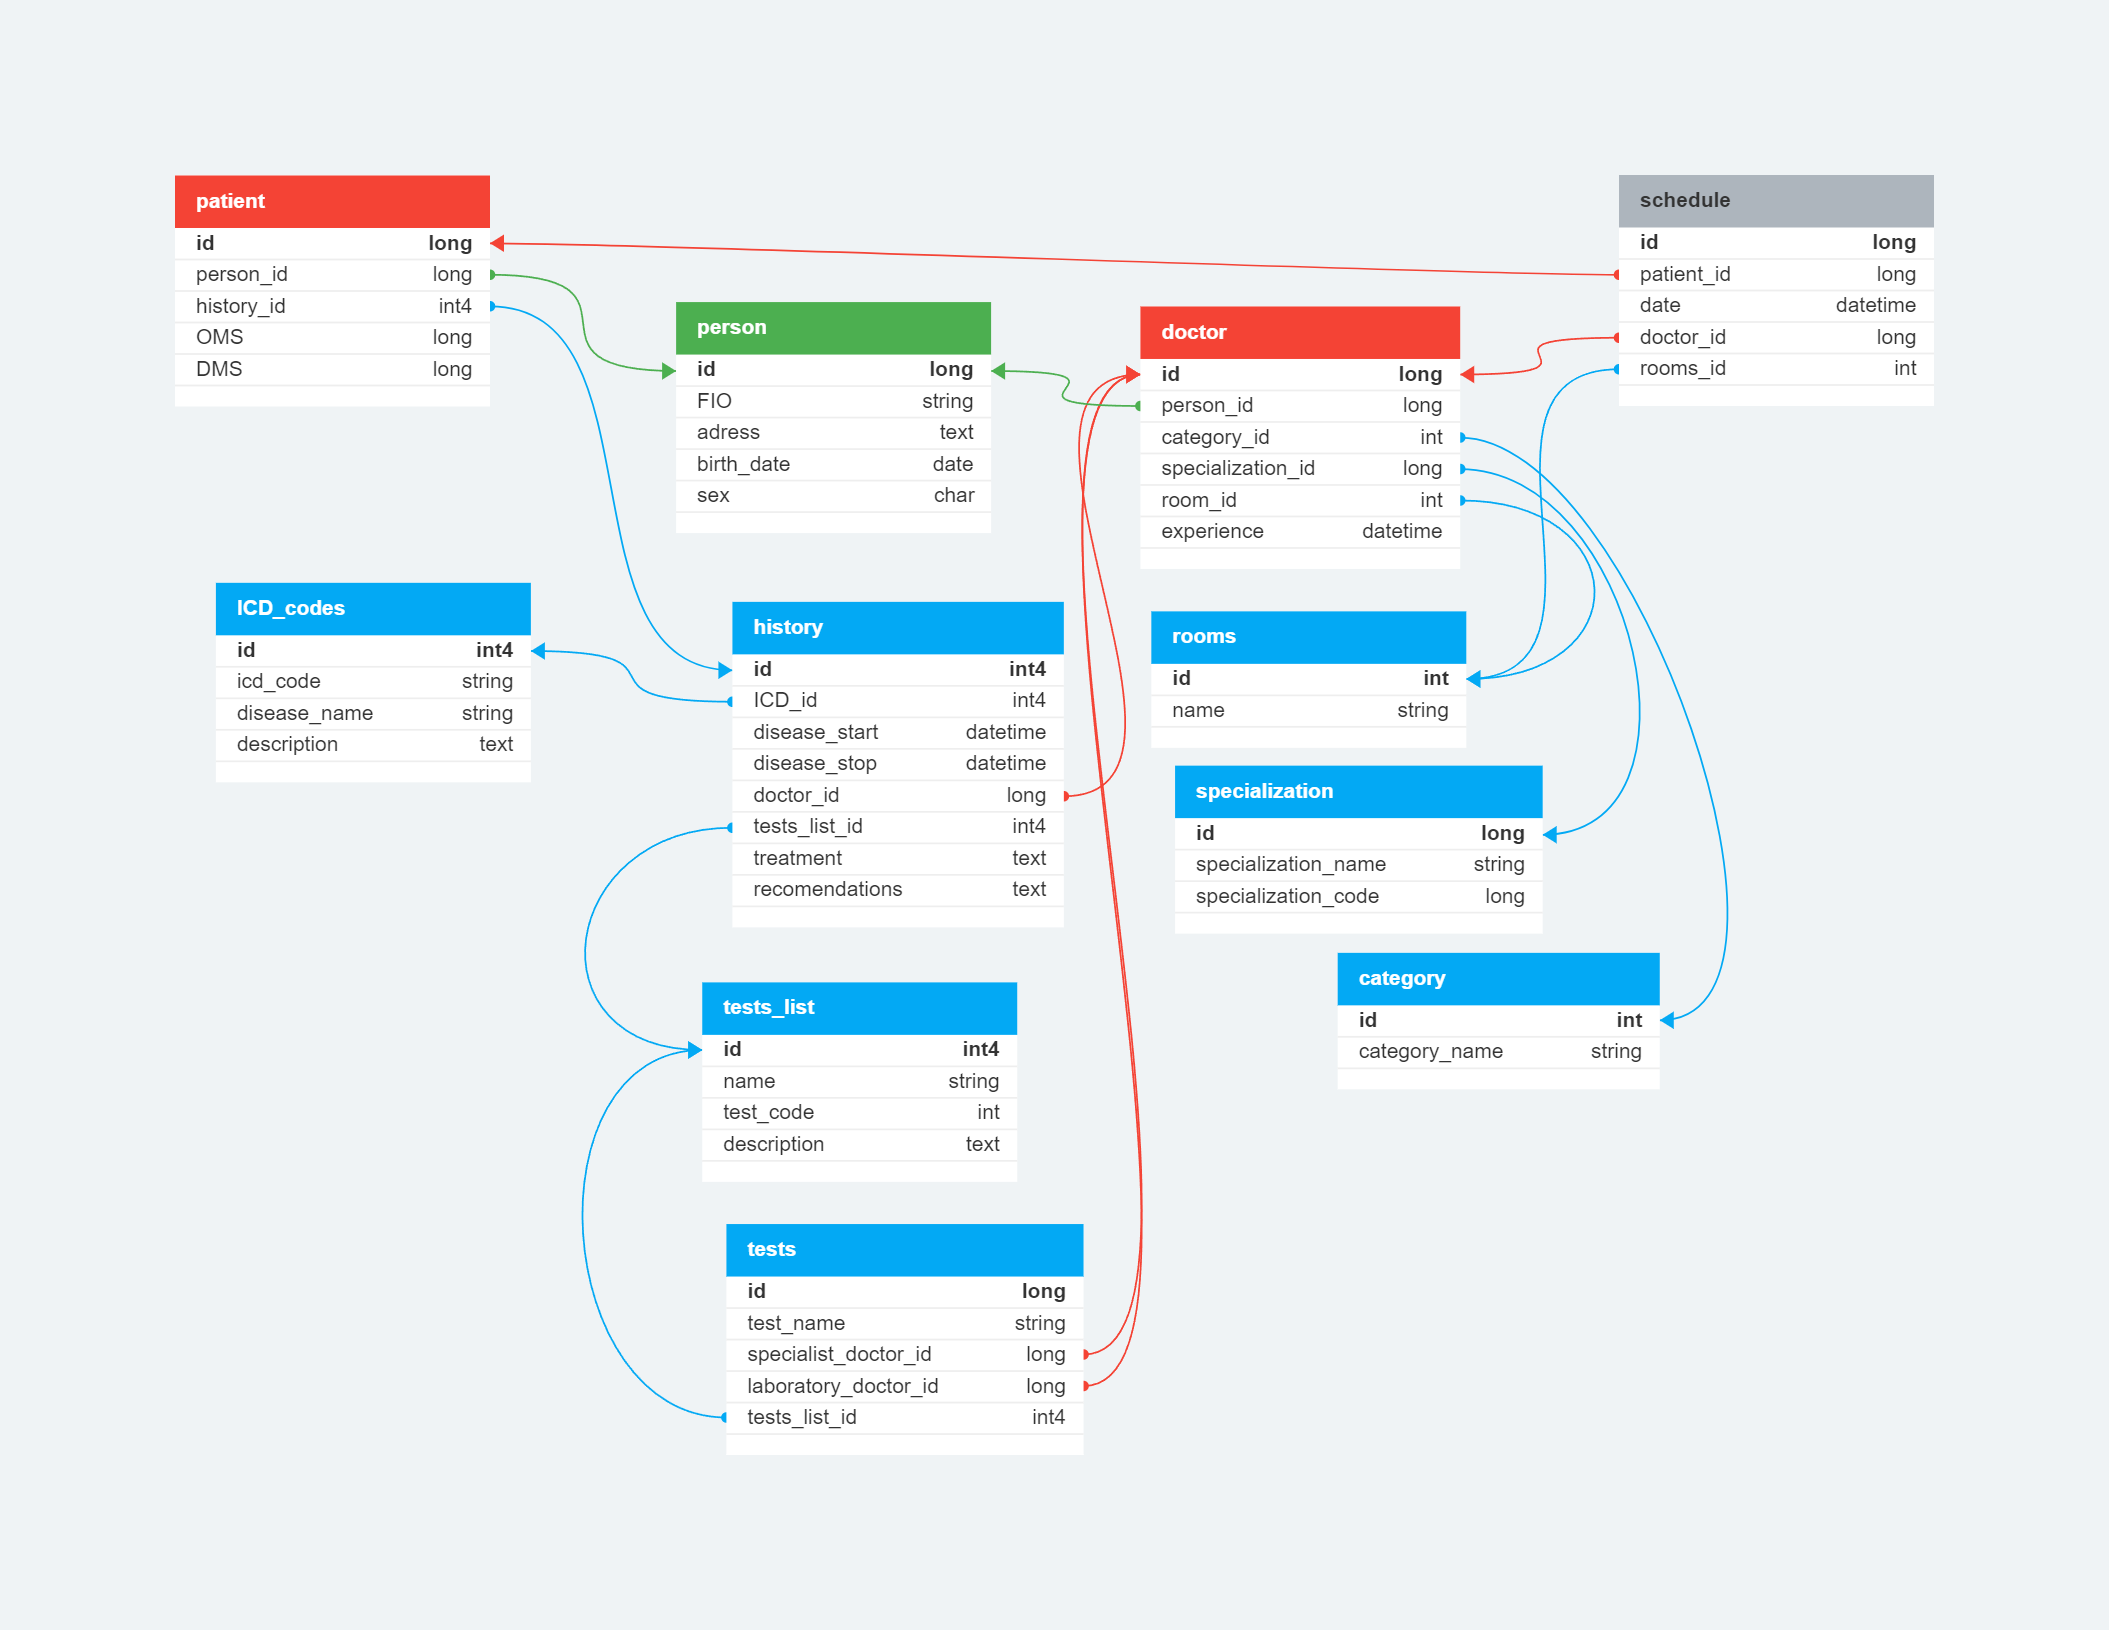 patient
id long
person_id long
history_id int4
OMS long
DMS long
person
id long
FIO string
adress text
birth_date date
sex char
doctor
id long
person_id long
category_id int
specialization_id long
room_id int
experience datetime
schedule
id long
patient_id long
date datetime
doctor_id long
rooms_id int
ICD_codes
id int4
icd_code string
disease_name string
description text
history
id int4
ICD_id int4
disease_start datetime
disease_stop datetime
doctor_id long
tests_list_id int4
treatment text
recomendations text
rooms
id int
name string
specialization
id long
specialization_name string
specialization_code long
category
id int
category_name string
tests_list
id int4
name string
test_code int
description text
tests
id long
test_name string
specialist_doctor_id long
laboratory_doctor_id long
tests_list_id int4